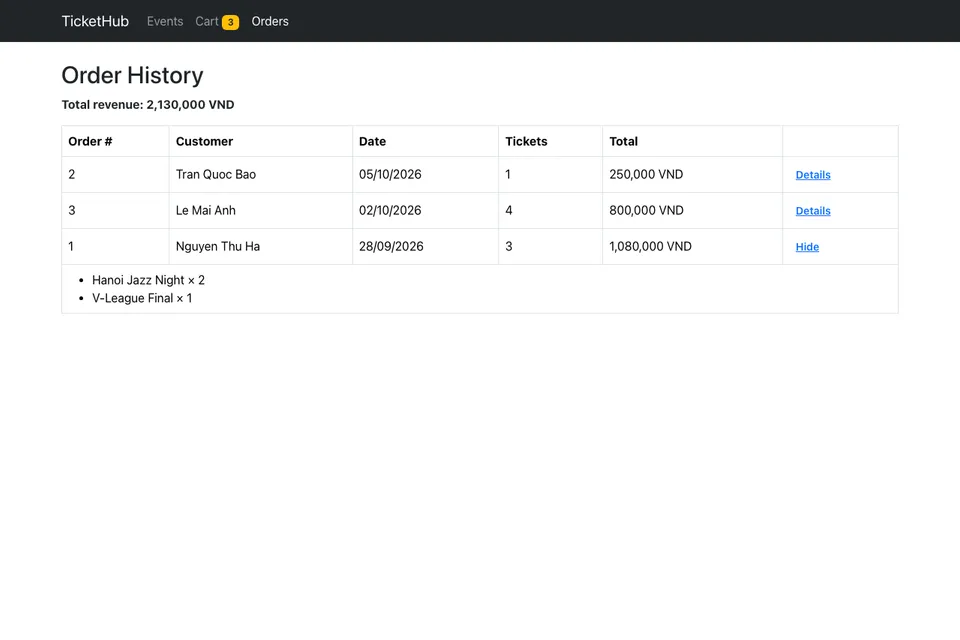 TicketHub Events Cart 3 Orders
Order History
Total revenue: 2,130,000 VND
Order # Customer Date Tickets Total
2 Tran Quoc Bao 05/10/2026 1 250,000 VND Details
3 Le Mai Anh 02/10/2026 4 800,000 VND Details
1 Nguyen Thu Ha 28/09/2026 3 1,080,000 VND Hide
• Hanoi Jazz Night × 2
• V-League Final × 1